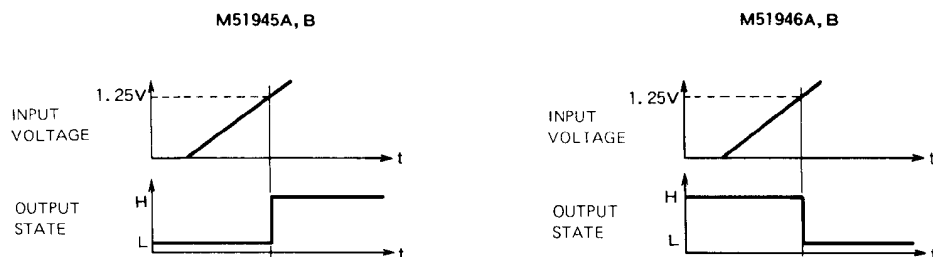 M51945A, B
1.25V
INPUT
VOLTAGE
t
H
OUTPUT
STATE
L
t
M51946A, B
1.25V
INPUT
VOLTAGE
t
H
OUTPUT
STATE
L
t